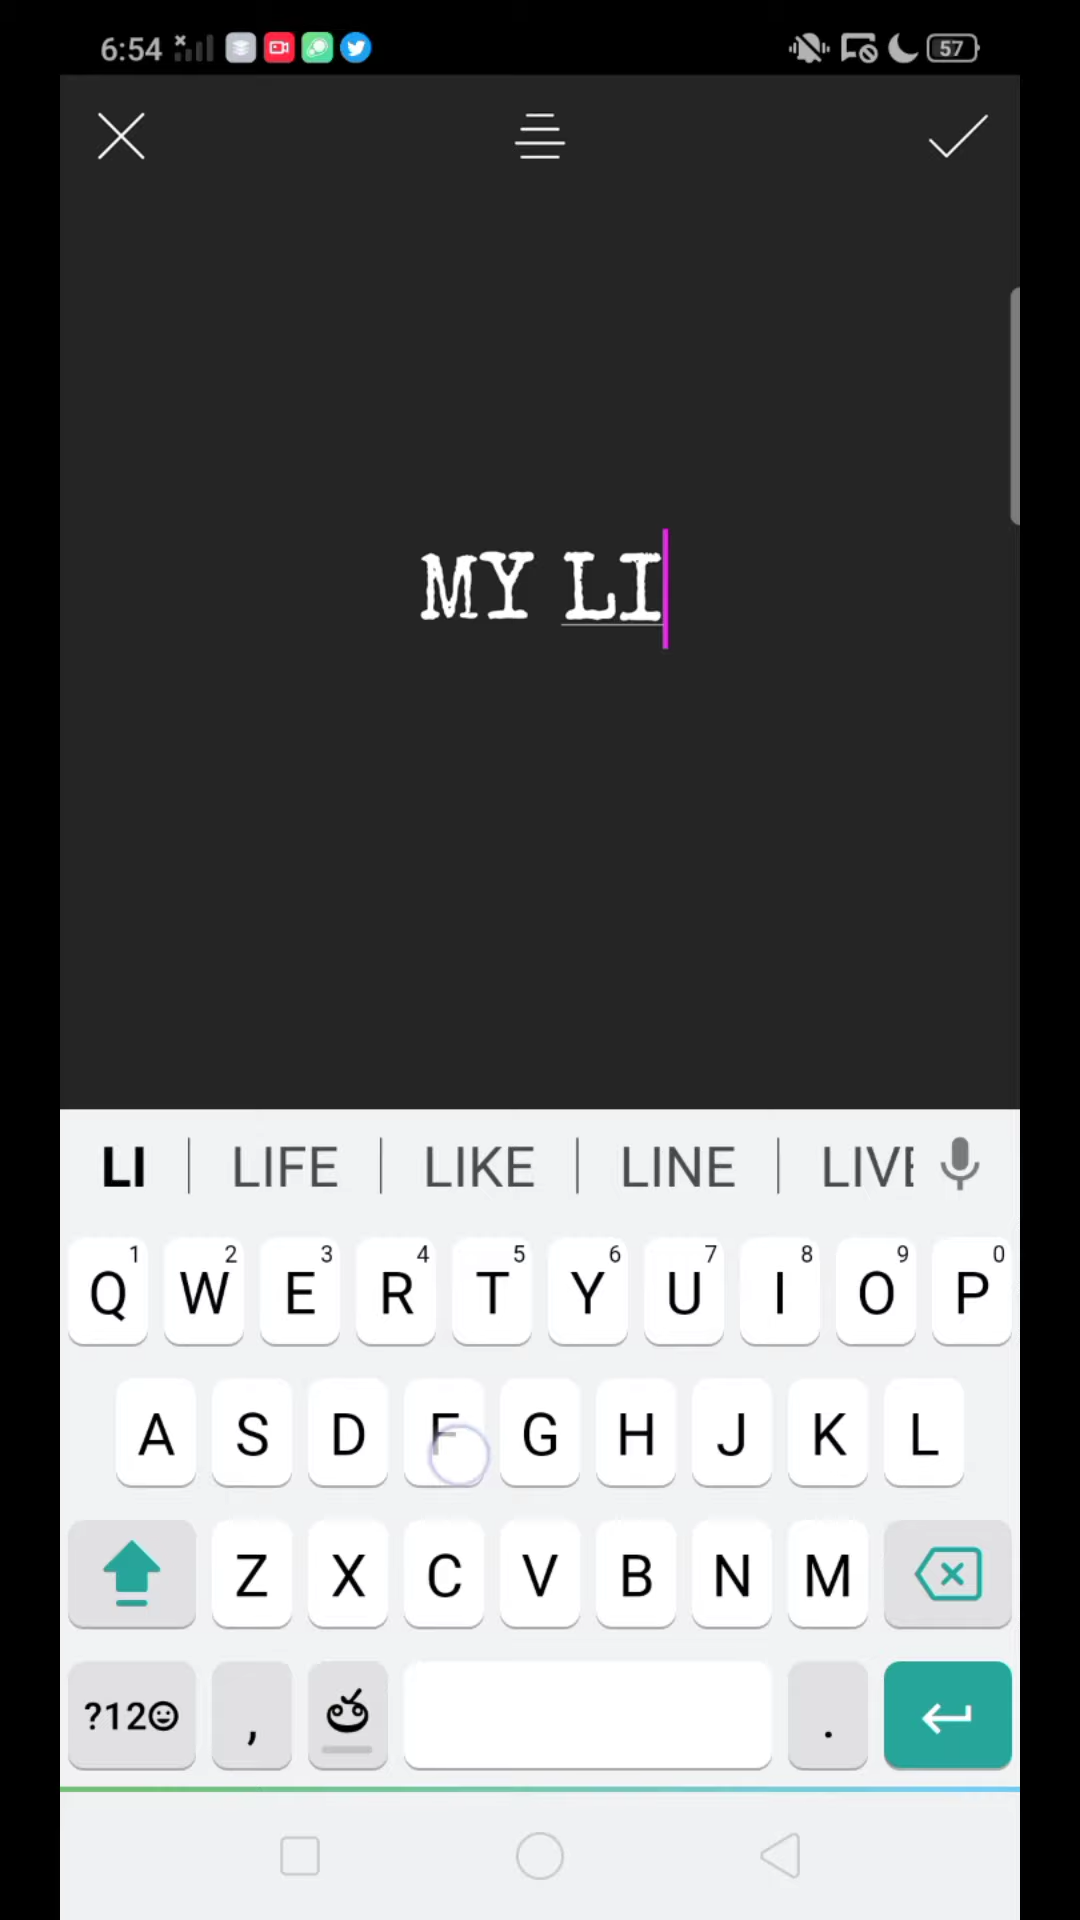 6:54 57
MY LI
LI LIFE LIKE LINE LIVE
1 2 3 4 5 6 7 8 9 0
Q W E R T Y U I O P
A S D F G H J K L
Z X C V B N M
?12☺ , అ .